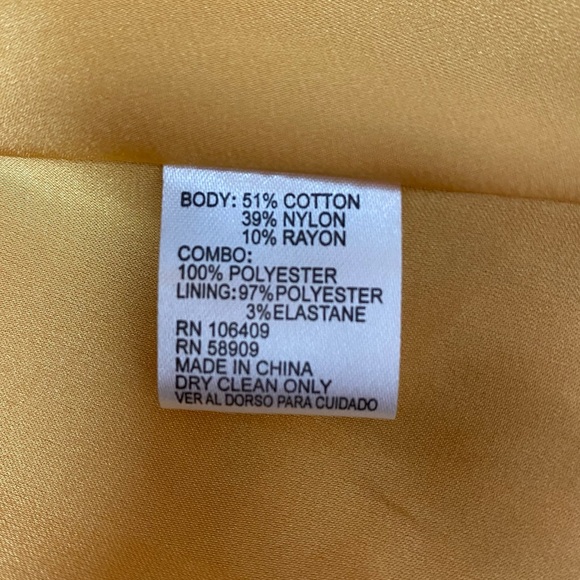 BODY: 51% COTTON
39% NYLON
10% RAYON
COMBO:
100% POLYESTER
LINING:97%POLYESTER
3%ELASTANE
RN 106409
RN 58909
MADE IN CHINA
DRY CLEAN ONLY
VER AL DORSO PARA CUIDADO